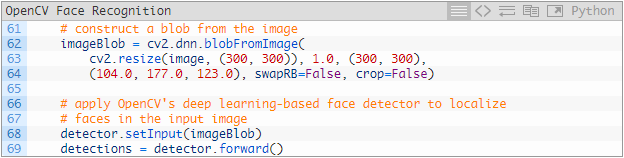 OpenCV Face Recognition Python
61 # construct a blob from the image
62 imageBlob = cv2.dnn.blobFromImage(
63 cv2.resize(image, (300, 300)), 1.0, (300, 300),
64 (104.0, 177.0, 123.0), swapRB=False, crop=False)
65
66 # apply OpenCV's deep learning-based face detector to localize
67 # faces in the input image
68 detector.setInput(imageBlob)
69 detections = detector.forward()